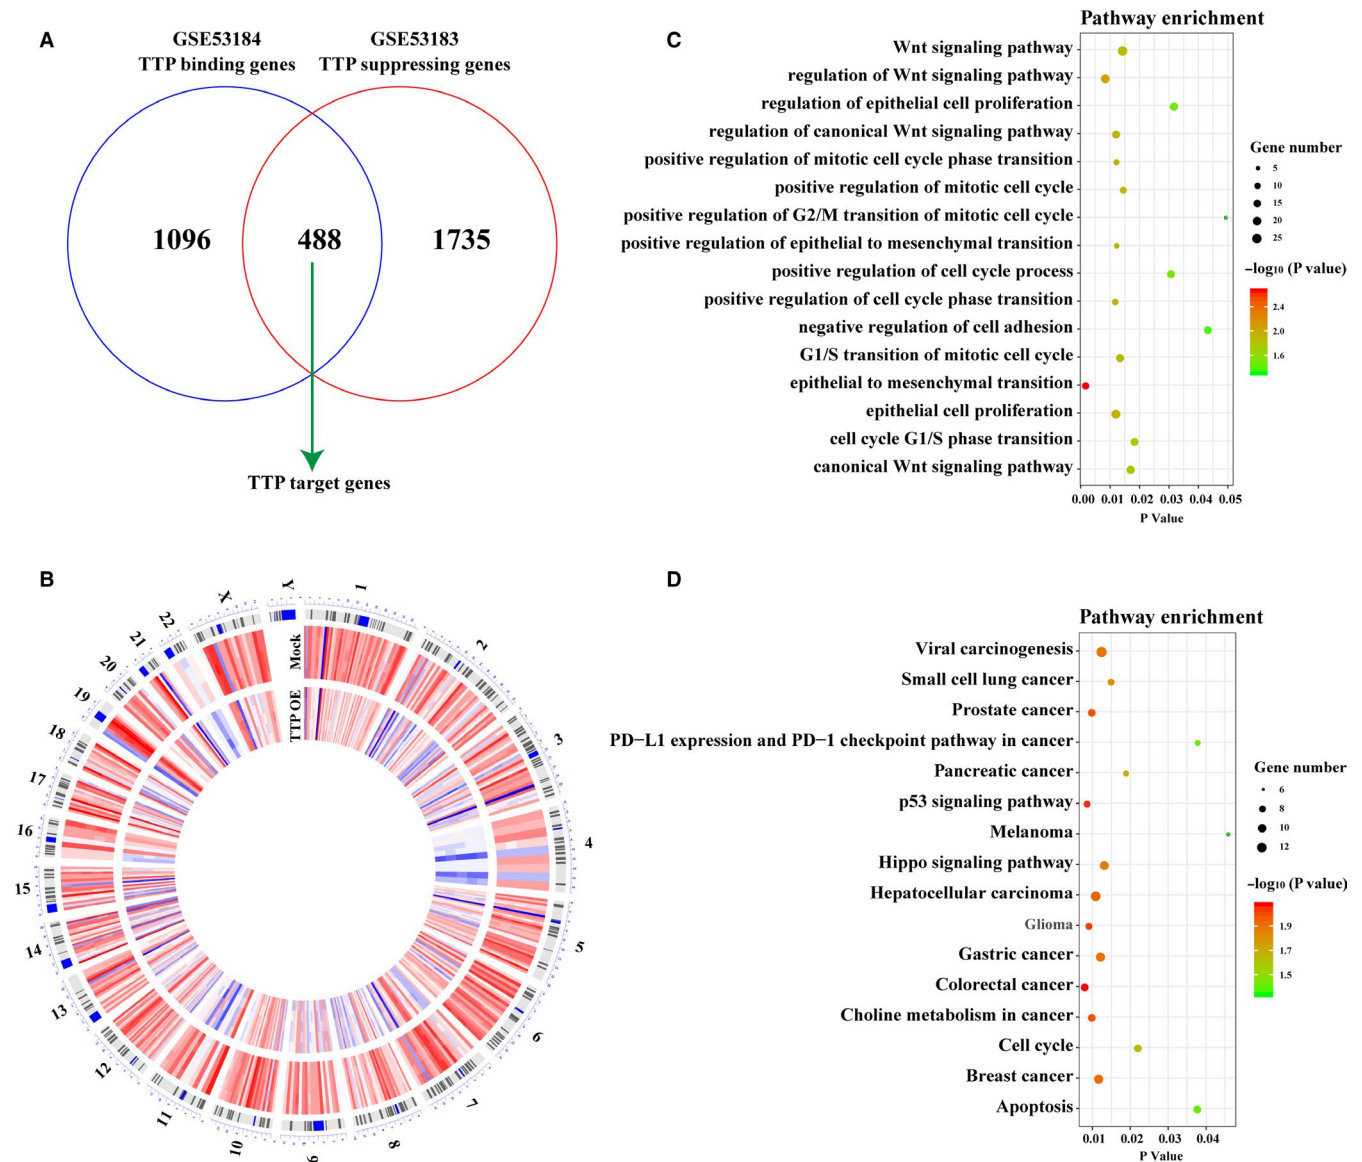 A
GSE53184
TTP binding genes
GSE53183
TTP suppressing genes
1096
488
1735
TTP target genes
B
1
2
3
4
5
6
7
8
9
10
11
12
13
14
15
16
17
18
19
20
21
22
X
Y
Mock
TTP OE
C
Pathway enrichment
Wnt signaling pathway
regulation of Wnt signaling pathway
regulation of epithelial cell proliferation
regulation of canonical Wnt signaling pathway
positive regulation of mitotic cell cycle phase transition
positive regulation of mitotic cell cycle
positive regulation of G2/M transition of mitotic cell cycle
positive regulation of epithelial to mesenchymal transition
positive regulation of cell cycle process
positive regulation of cell cycle phase transition
negative regulation of cell adhesion
G1/S transition of mitotic cell cycle
epithelial to mesenchymal transition
epithelial cell proliferation
cell cycle G1/S phase transition
canonical Wnt signaling pathway
0.00 0.01 0.02 0.03 0.04 0.05
P Value
Gene number
5
10
15
20
25
−log₁₀ (P value)
2.4
2.0
1.6
D
Pathway enrichment
Viral carcinogenesis
Small cell lung cancer
Prostate cancer
PD−L1 expression and PD−1 checkpoint pathway in cancer
Pancreatic cancer
p53 signaling pathway
Melanoma
Hippo signaling pathway
Hepatocellular carcinoma
Glioma
Gastric cancer
Colorectal cancer
Choline metabolism in cancer
Cell cycle
Breast cancer
Apoptosis
0.01 0.02 0.03 0.04
P Value
Gene number
6
8
10
12
−log₁₀ (P value)
1.9
1.7
1.5